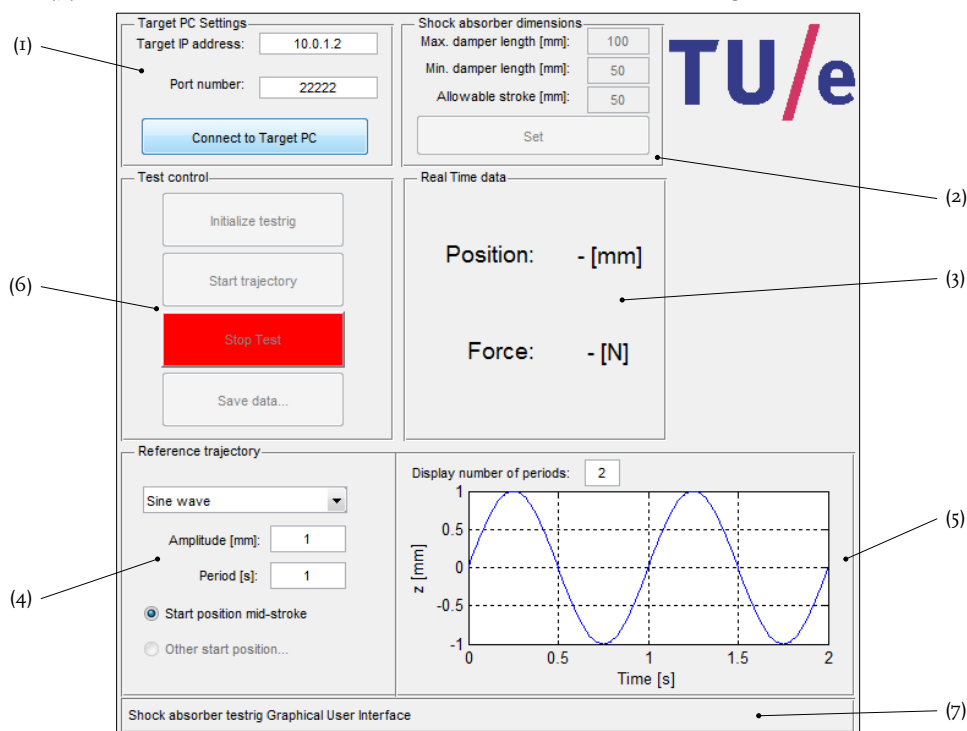 Target PC Settings
Target IP address: 10.0.1.2
Port number: 22222
Connect to Target PC
Shock absorber dimensions
Max. damper length [mm]: 100
Min. damper length [mm]: 50
Allowable stroke [mm]: 50
Set
TU/e
(1)
(2)
Test control
Initialize testrig
Start trajectory
Stop Test
Save data...
(6)
Real Time data
Position: - [mm]
Force: - [N]
(3)
Reference trajectory
Sine wave
Amplitude [mm]: 1
Period [s]: 1
Start position mid-stroke
Other start position...
(4)
Display number of periods: 2
1
0.5
0
-0.5
-1
z [mm]
0 0.5 1 1.5 2
Time [s]
(5)
Shock absorber testrig Graphical User Interface
(7)